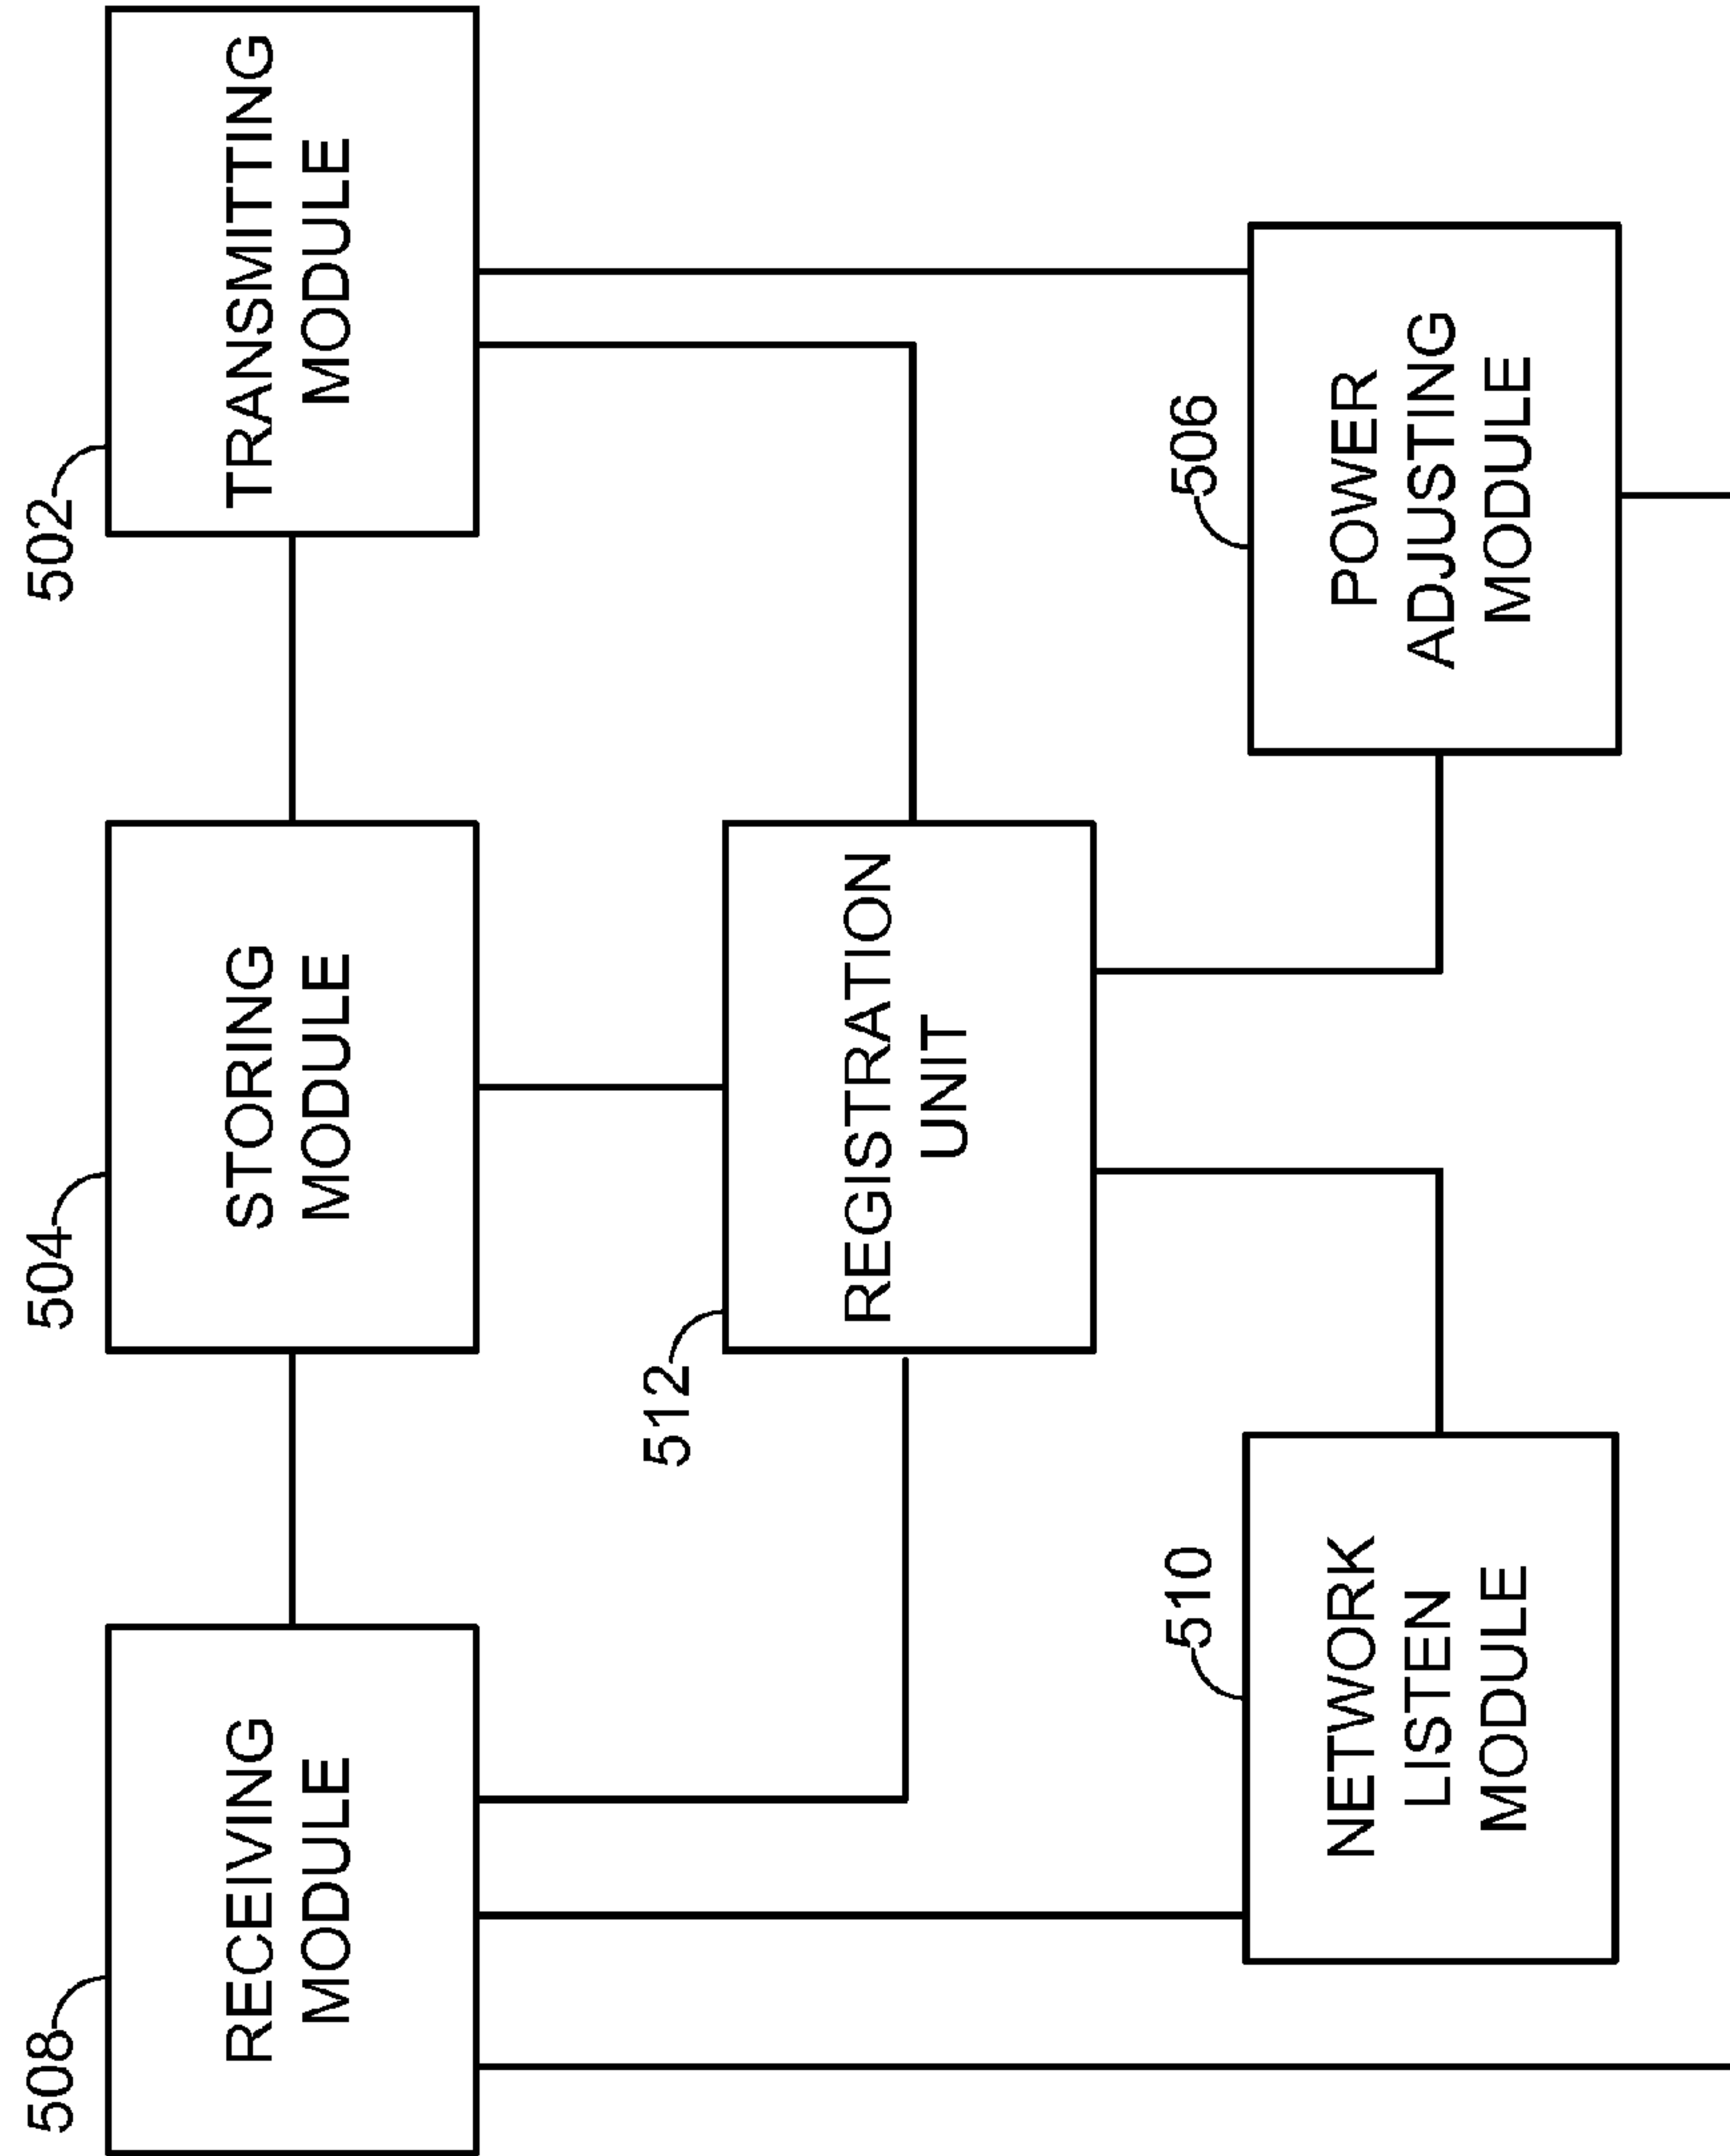 508
RECEIVING
MODULE
504
STORING
MODULE
502
TRANSMITTING
MODULE
512
REGISTRATION
UNIT
510
NETWORK
LISTEN
MODULE
506
POWER
ADJUSTING
MODULE